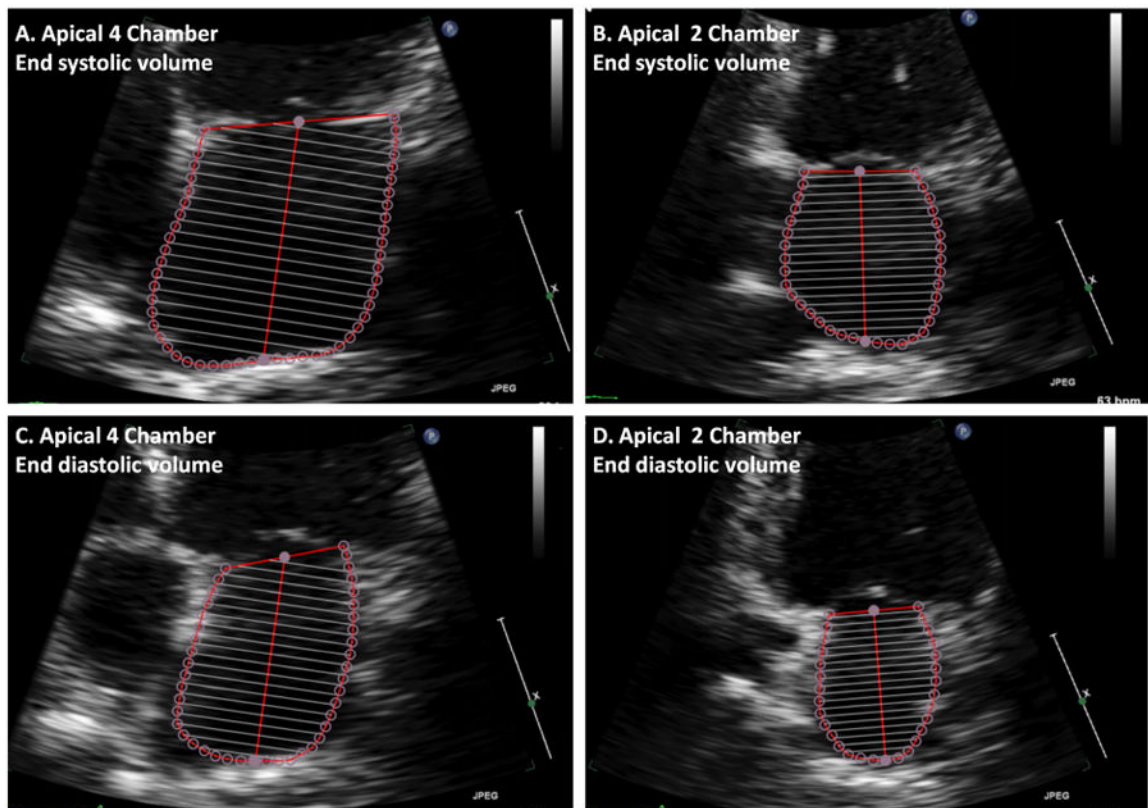 A. Apical 4 Chamber
End systolic volume
JPEG
B. Apical  2 Chamber
End systolic volume
JPEG
63 bpm
C. Apical 4 Chamber
End diastolic volume
JPEG
D. Apical  2 Chamber
End diastolic volume
JPEG